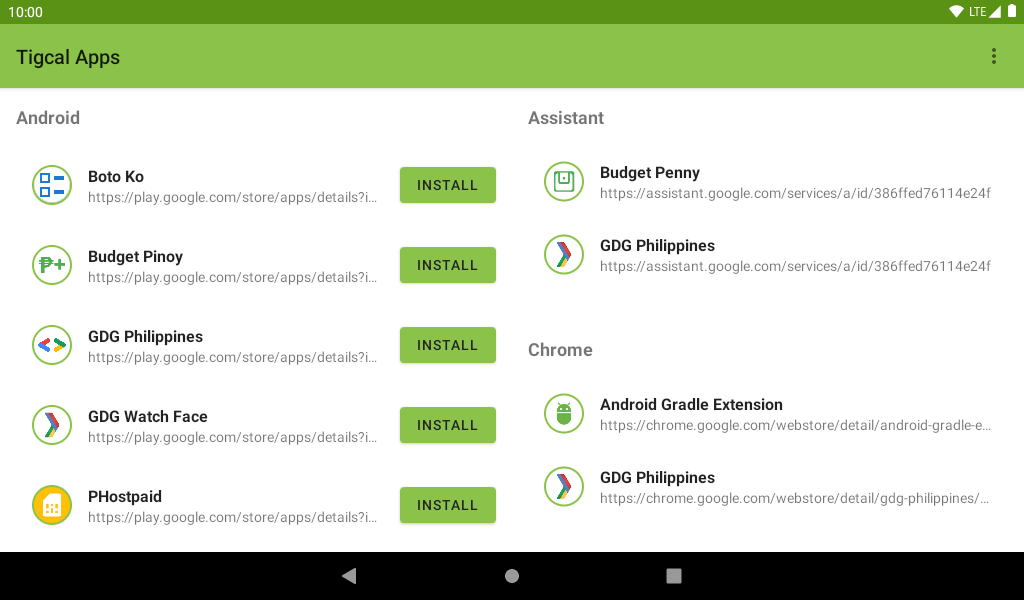 10:00
LTE
Tigcal Apps
Android
Boto Ko
https://play.google.com/store/apps/details?i...
INSTALL
Budget Pinoy
https://play.google.com/store/apps/details?i...
INSTALL
GDG Philippines
https://play.google.com/store/apps/details?i...
INSTALL
GDG Watch Face
https://play.google.com/store/apps/details?i...
INSTALL
PHostpaid
https://play.google.com/store/apps/details?i...
INSTALL
Assistant
Budget Penny
https://assistant.google.com/services/a/id/386ffed76114e24f
GDG Philippines
https://assistant.google.com/services/a/id/386ffed76114e24f
Chrome
Android Gradle Extension
https://chrome.google.com/webstore/detail/android-gradle-e...
GDG Philippines
https://chrome.google.com/webstore/detail/gdg-philippines/...